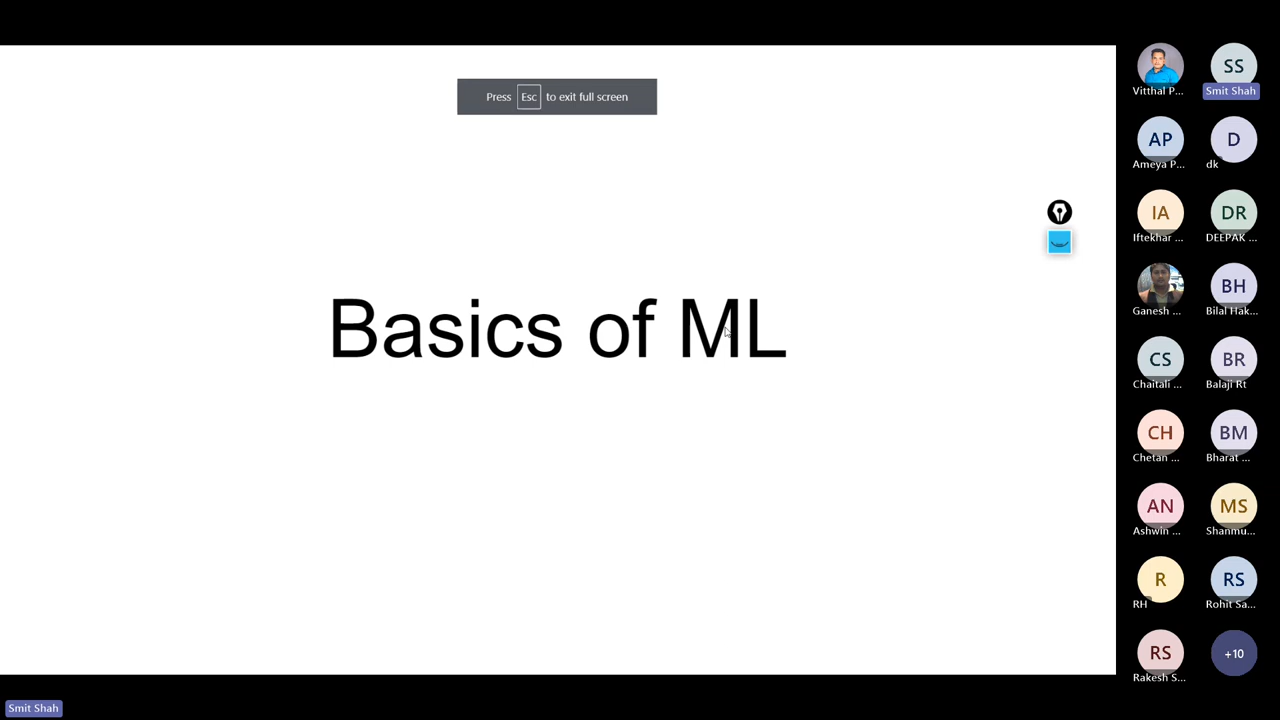 Press Esc to exit full screen
Basics of ML
Vitthal P...
SS
Smit Shah
AP
Ameya P...
D
dk
IA
Iftekhar ...
DR
DEEPAK ...
Ganesh ...
BH
Bilal Hak...
CS
Chaitali ...
BR
Balaji Rt
CH
Chetan ...
BM
Bharat ...
AN
Ashwin ...
MS
Shanmu...
R
RH
RS
Rohit Sa...
RS
Rakesh S...
+10
Smit Shah